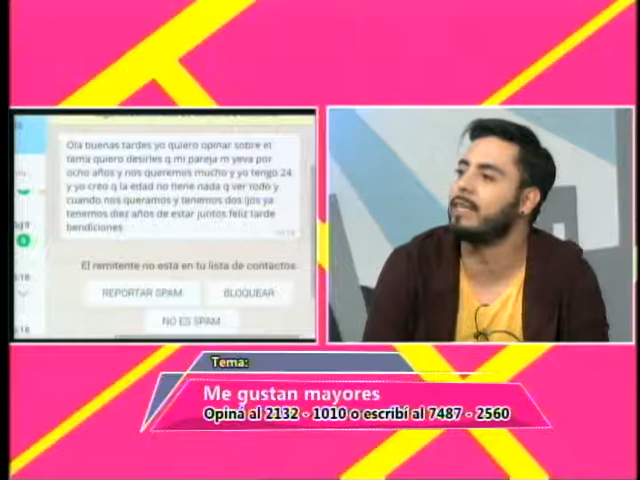 Ola buenas tardes yo quiero opinar sobre el
tama quiero desirles q mi pareja m yeva por
ocho años y nos queremos mucho y yo tengo 24
y yo creo q la edad no tiene nada q ver todo y
cuando nos queramos y tenemos dos ijos ya
tenemos diez años de estar juntos feliz tarde
bendiciones
El remitente no está en tu lista de contactos
REPORTAR SPAM
BLOQUEAR
NO ES SPAM
Tema:
Me gustan mayores
Opiná al 2132 - 1010 o escribí al 7487 - 2560